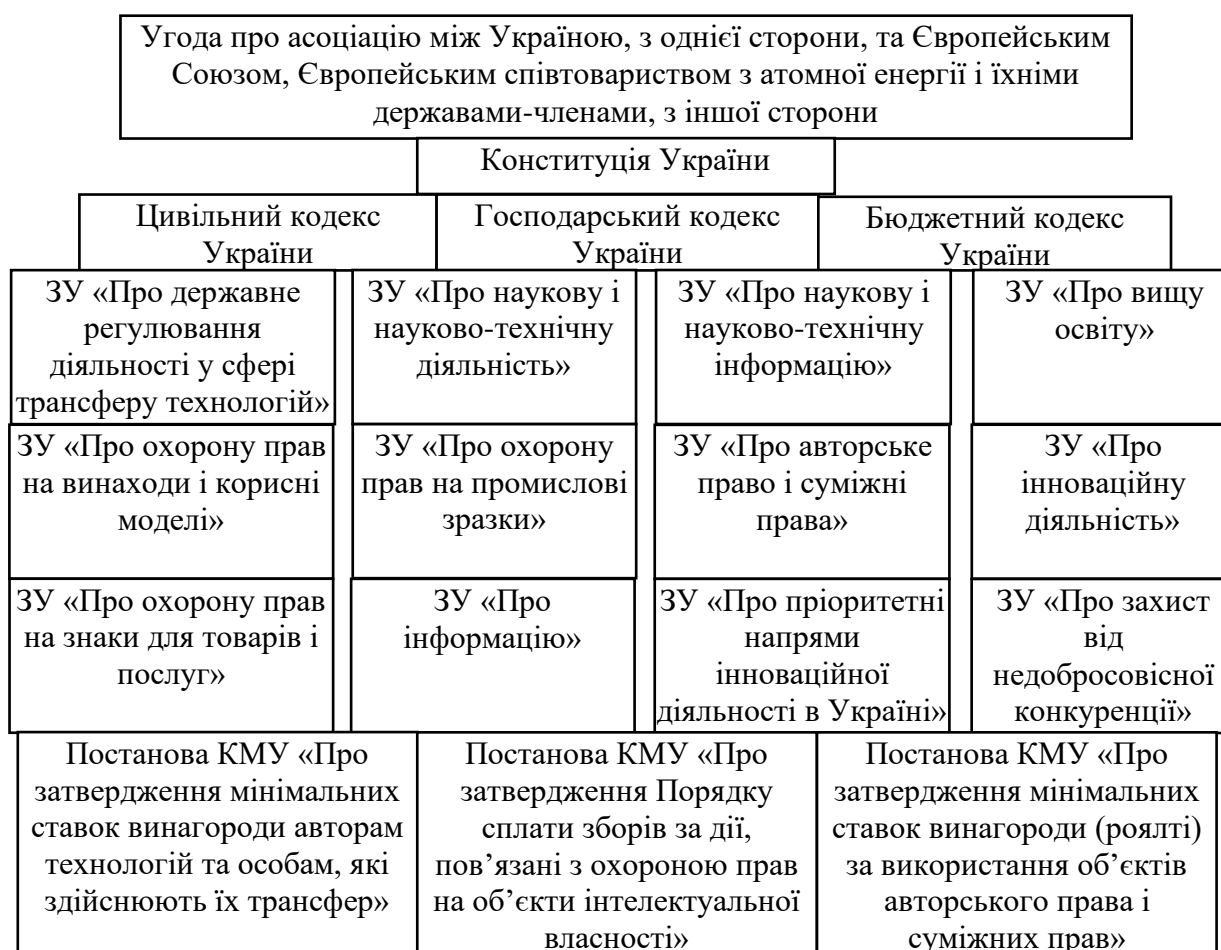 Угода про асоціацію між Україною, з однієї сторони, та Європейським
Союзом, Європейським співтовариством з атомної енергії і їхніми
державами-членами, з іншої сторони
Конституція України
Цивільний кодекс
України
Господарський кодекс
України
Бюджетний кодекс
України
ЗУ «Про державне
регулювання
діяльності у сфері
трансферу технологій»
ЗУ «Про наукову і
науково-технічну
діяльність»
ЗУ «Про наукову і
науково-технічну
інформацію»
ЗУ «Про вищу
освіту»
ЗУ «Про охорону прав
на винаходи і корисні
моделі»
ЗУ «Про охорону
прав на промислові
зразки»
ЗУ «Про авторське
право і суміжні
права»
ЗУ «Про
інноваційну
діяльність»
ЗУ «Про охорону прав
на знаки для товарів і
послуг»
ЗУ «Про
інформацію»
ЗУ «Про пріоритетні
напрями
інноваційної
діяльності в Україні»
ЗУ «Про захист
від
недобросовісної
конкуренції»
Постанова КМУ «Про
затвердження мінімальних
ставок винагороди авторам
технологій та особам, які
здійснюють їх трансфер»
Постанова КМУ «Про
затвердження Порядку
сплати зборів за дії,
пов’язані з охороною прав
на об’єкти інтелектуальної
власності»
Постанова КМУ «Про
затвердження мінімальних
ставок винагороди (роялті)
за використання об’єктів
авторського права і
суміжних прав»